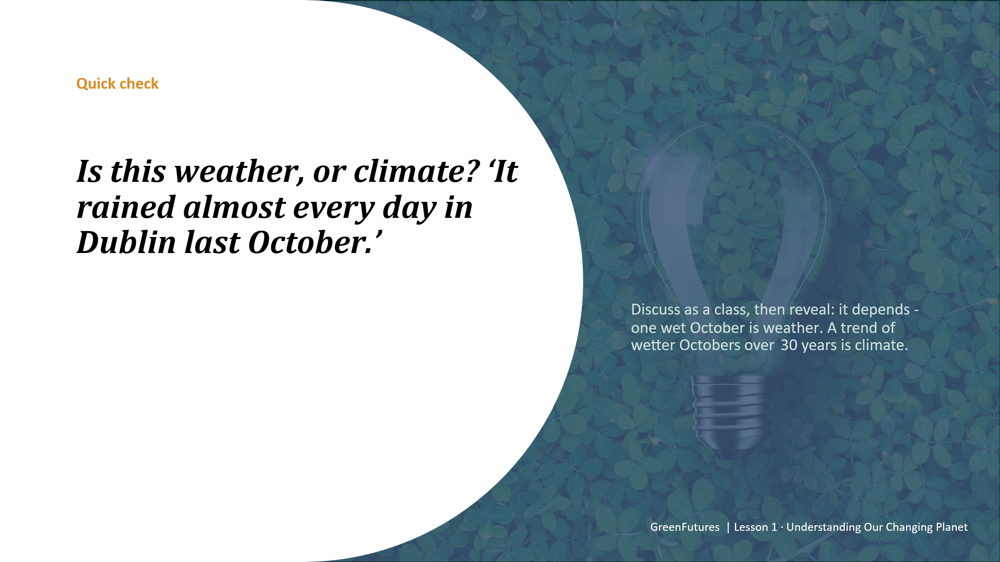 Quick check
Is this weather, or climate? ‘It
rained almost every day in
Dublin last October.’
Discuss as a class, then reveal: it depends -
one wet October is weather. A trend of
wetter Octobers over 30 years is climate.
GreenFutures | Lesson 1 · Understanding Our Changing Planet